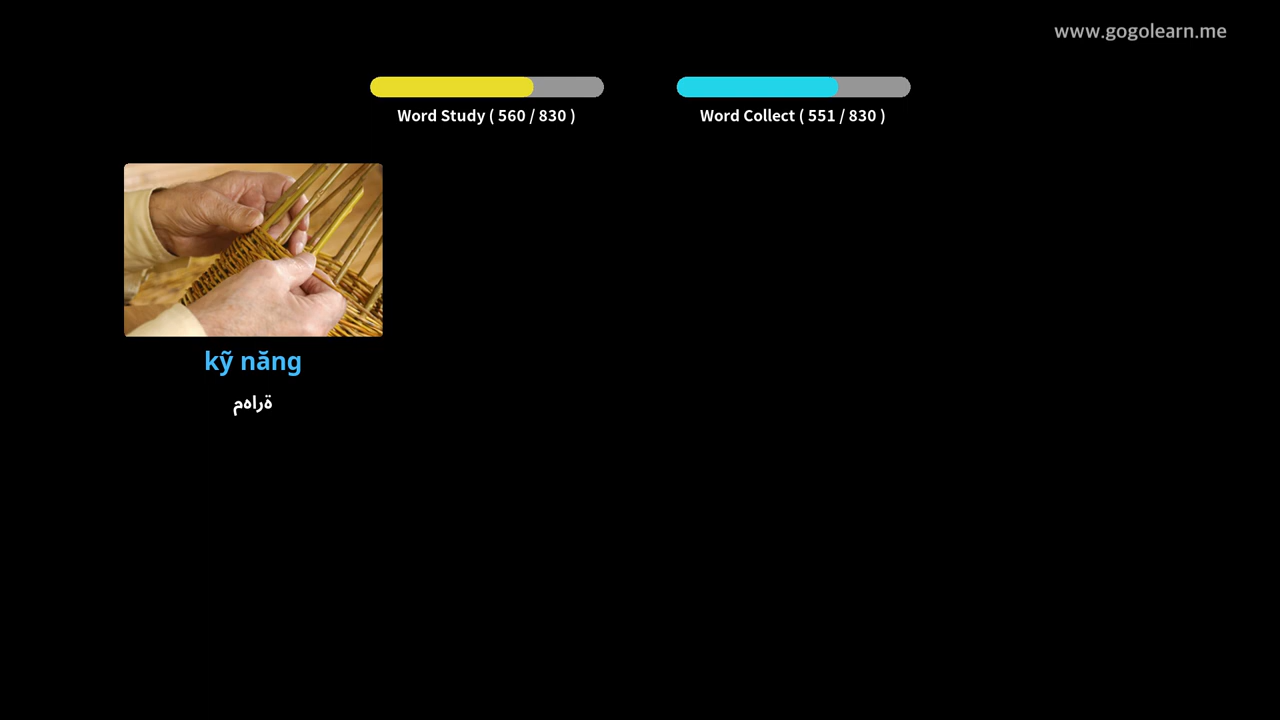 www.gogolearn.me
Word Study ( 560 / 830 )
Word Collect ( 551 / 830 )
kỹ năng
مهارة